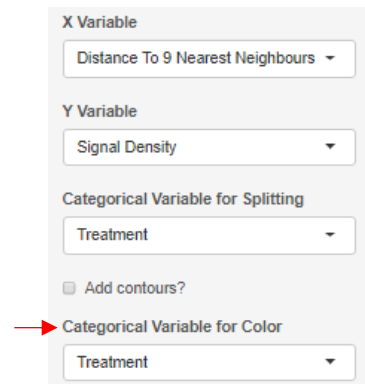 X Variable
Distance To 9 Nearest Neighbours
Y Variable
Signal Density
Categorical Variable for Splitting
Treatment
Add contours?
Categorical Variable for Color
Treatment